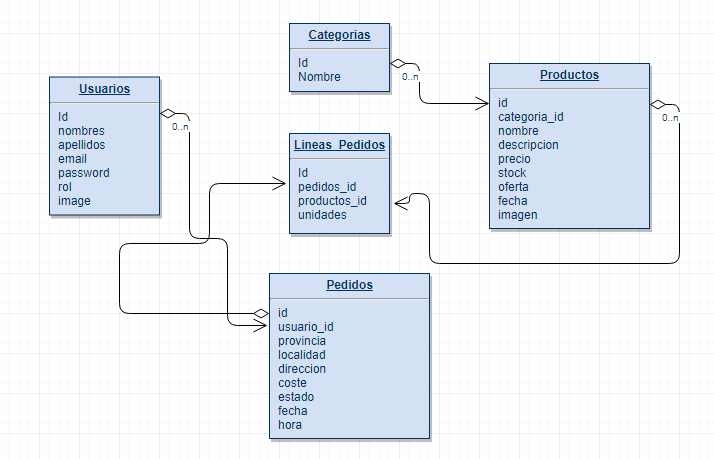 Categorias
Id
Nombre
0..n
Usuarios
Id
nombres
apellidos
email
password
rol
image
0..n
Productos
id
categoria_id
nombre
descripcion
precio
stock
oferta
fecha
imagen
0..n
Lineas_Pedidos
Id
pedidos_id
productos_id
unidades
Pedidos
id
usuario_id
provincia
localidad
direccion
coste
estado
fecha
hora